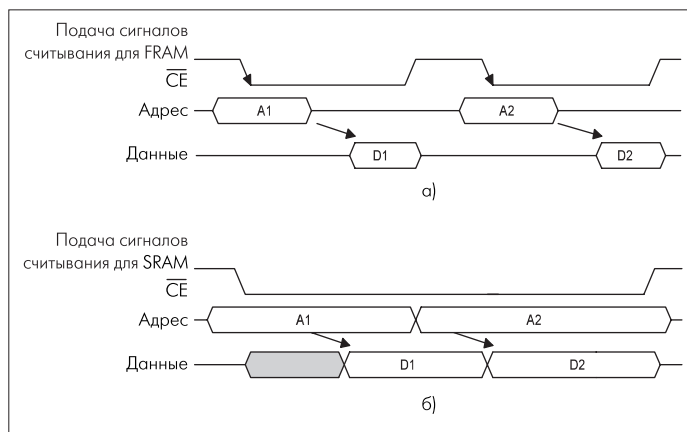 Подача сигналов
считывания для FRAM
CE
Адрес A1 A2
Данные D1 D2
а)
Подача сигналов
считывания для SRAM
CE
Адрес A1 A2
Данные D1 D2
б)